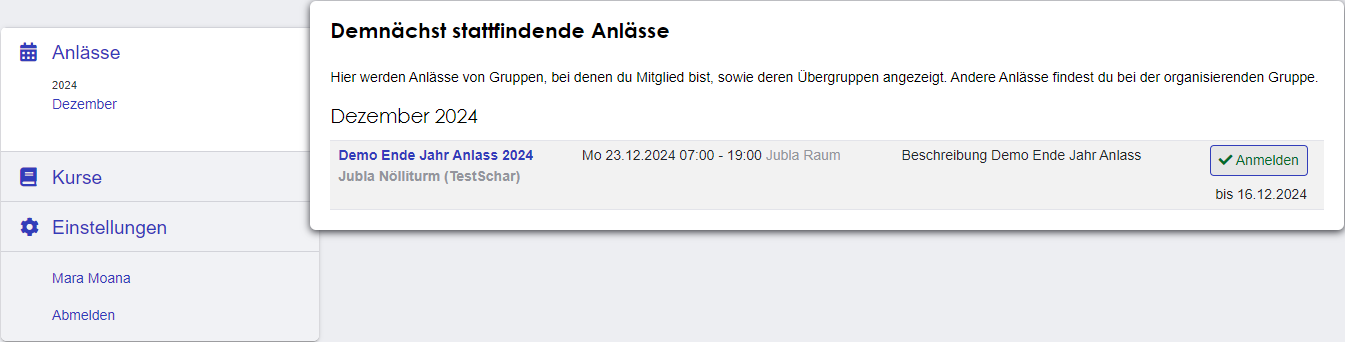 Anlässe
2024
Dezember
Kurse
Einstellungen
Mara Moana
Abmelden
Demnächst stattfindende Anlässe
Hier werden Anlässe von Gruppen, bei denen du Mitglied bist, sowie deren Übergruppen angezeigt. Andere Anlässe findest du bei der organisierenden Gruppe.
Dezember 2024
Demo Ende Jahr Anlass 2024 Mo 23.12.2024 07:00 - 19:00 Jubla Raum Beschreibung Demo Ende Jahr Anlass Anmelden
Jubla Nölliturm (TestSchar)
bis 16.12.2024